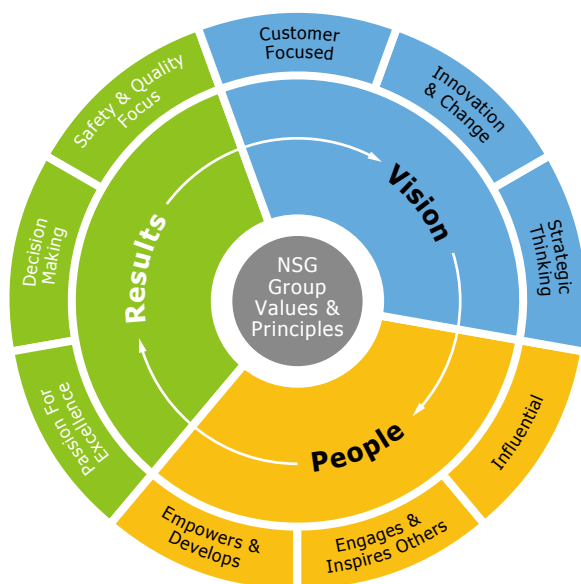 Customer
Focused
Innovation
& Change
Strategic
Thinking
Influential
Engages &
Inspires Others
Empowers &
Develops
Passion For
Excellence
Decision
Making
Safety & Quality
Focus
Vision
People
Results
NSG
Group
Values &
Principles